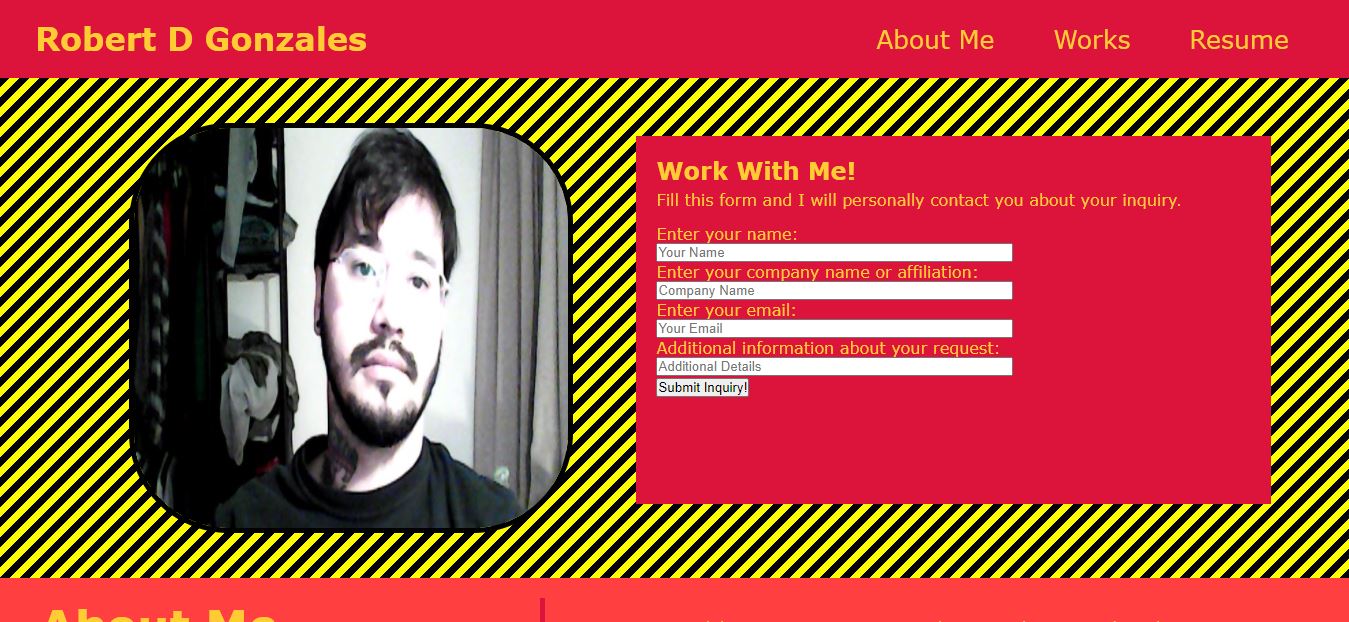 Robert D Gonzales
About Me
Works
Resume
Work With Me!
Fill this form and I will personally contact you about your inquiry.
Enter your name:
Your Name
Enter your company name or affiliation:
Company Name
Enter your email:
Your Email
Additional information about your request:
Additional Details
Submit Inquiry!
About Me